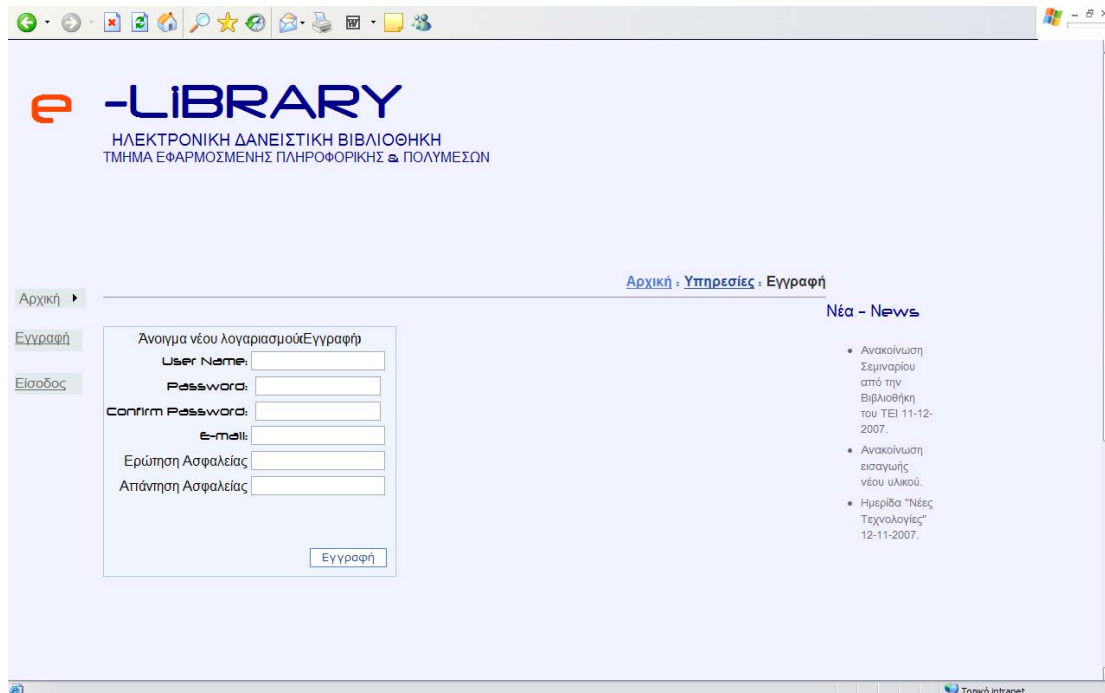 e -LiBRARY
ΗΛΕΚΤΡΟΝΙΚΗ ΔΑΝΕΙΣΤΙΚΗ ΒΙΒΛΙΟΘΗΚΗ
ΤΜΗΜΑ ΕΦΑΡΜΟΣΜΕΝΗΣ ΠΛΗΡΟΦΟΡΙΚΗΣ & ΠΟΛΥΜΕΣΩΝ
Αρχική : Υπηρεσίες : Εγγραφή
Αρχική
Εγγραφή
Είσοδος
Άνοιγμα νέου λογαριασμού(Εγγραφή)
User Name:
Password:
Confirm Password:
E-mail:
Ερώτηση Ασφαλείας
Απάντηση Ασφαλείας
Εγγραφή
Νέα - News
Ανακοίνωση
Σεμιναρίου
από την
Βιβλιοθήκη
του ΤΕΙ 11-12-
2007.
Ανακοίνωση
εισαγωγής
νέου υλικού.
Ημερίδα "Νέες
Τεχνολογίες"
12-11-2007.
Τοπικό intranet